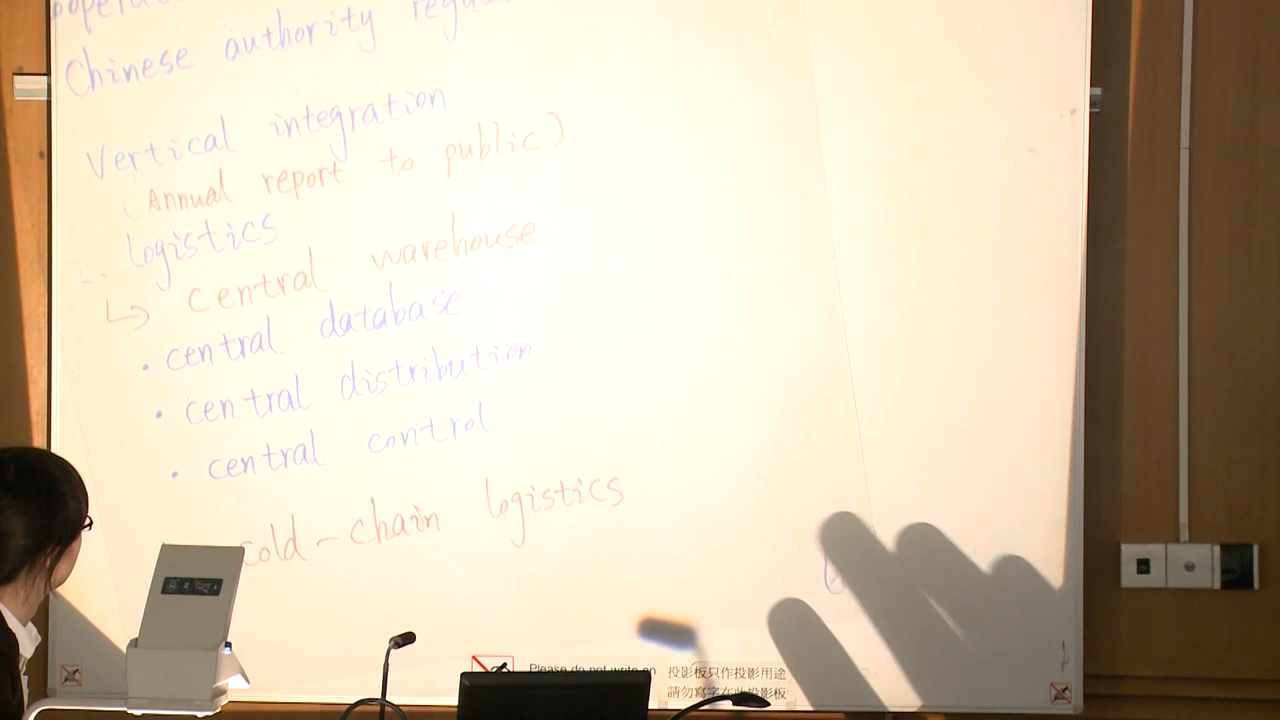 Chinese authority
Vertical integration
(Annual report to public)
2. logistics
↳ central warehouse
• central database
• central distribution
• central control
cold-chain logistics
Please do not write on
投影板只作投影用途
請勿寫字在此投影板